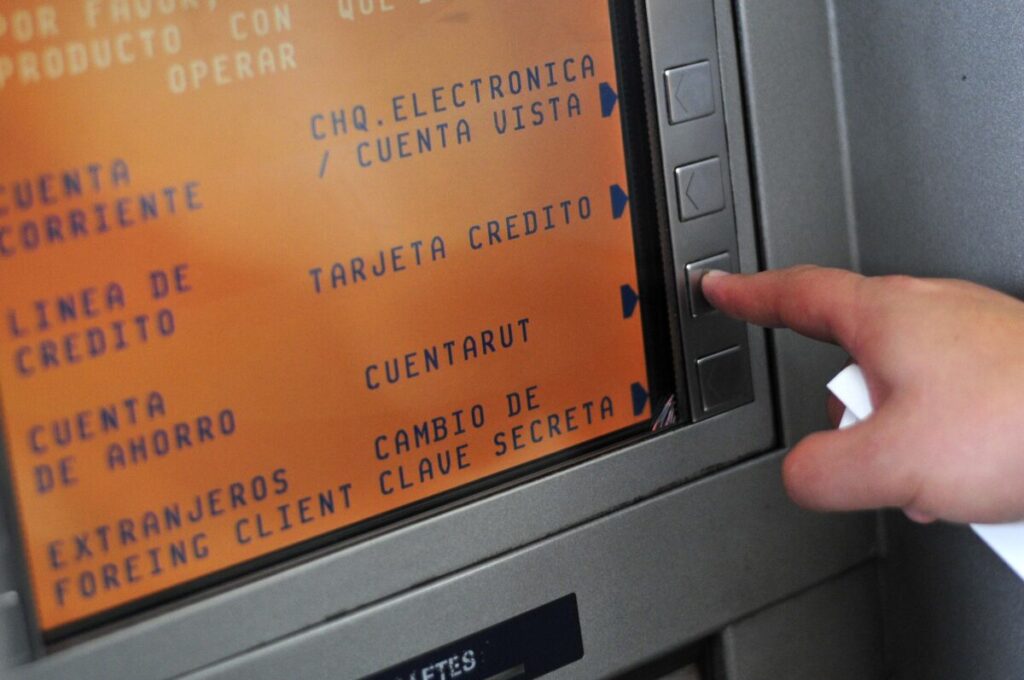 POR FAVOR,
PRODUCTO CON QUE
OPERAR
CHQ.ELECTRONICA
/ CUENTA VISTA
CUENTA
CORRIENTE
TARJETA CREDITO
LINEA DE
CREDITO
CUENTARUT
CUENTA
DE AHORRO
CAMBIO DE
CLAVE SECRETA
EXTRANJEROS
FOREING CLIENT